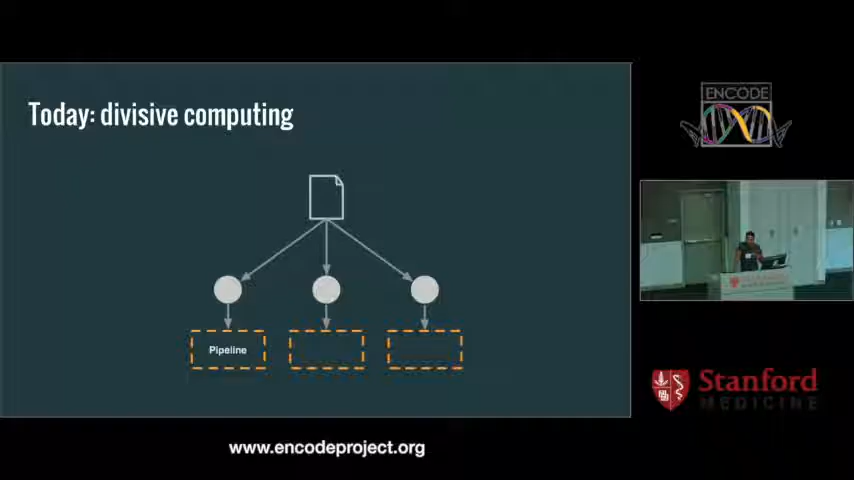 Today: divisive computing
Pipeline
ENCODE
Stanford
MEDICINE
www.encodeproject.org